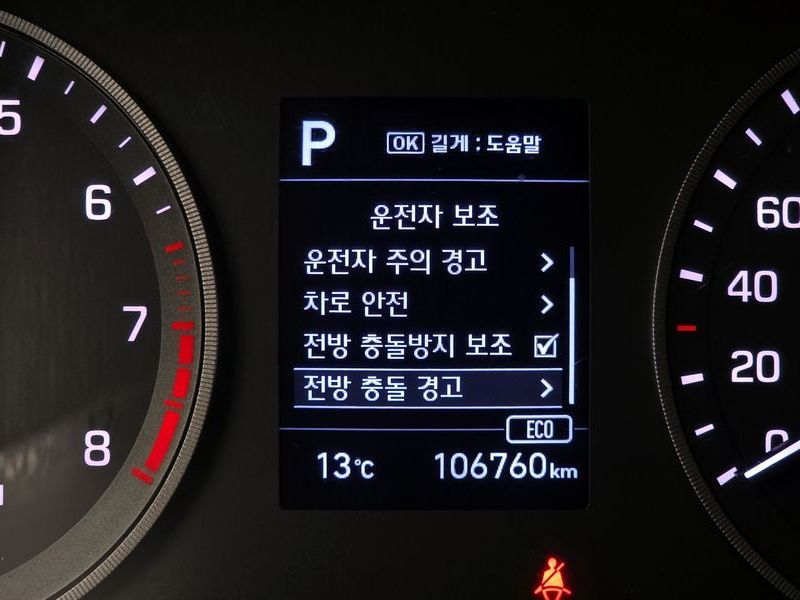 P
OK 길게 : 도움말
운전자 보조
운전자 주의 경고
차로 안전
전방 충돌방지 보조
전방 충돌 경고
ECO
13℃ 106760km
5
6
7
8
60
40
20
0